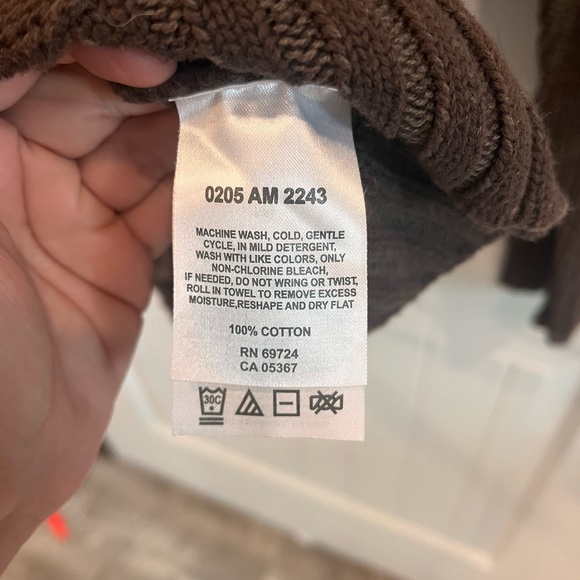 0205 AM 2243
MACHINE WASH, COLD, GENTLE
CYCLE, IN MILD DETERGENT,
WASH WITH LIKE COLORS, ONLY
NON-CHLORINE BLEACH,
IF NEEDED, DO NOT WRING OR TWIST,
ROLL IN TOWEL TO REMOVE EXCESS
MOISTURE,RESHAPE AND DRY FLAT
100% COTTON
RN 69724
CA 05367
30C